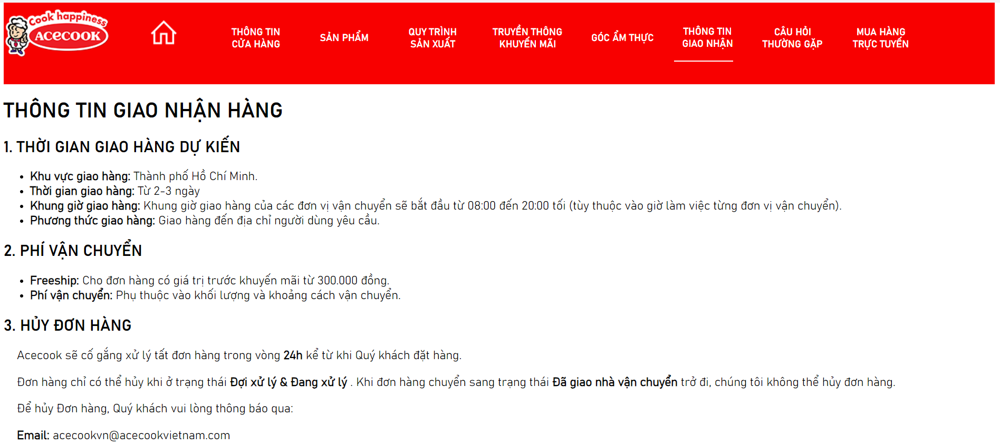 Cook happiness
ACECOOK
THÔNG TIN
CỬA HÀNG
SẢN PHẨM
QUY TRÌNH
SẢN XUẤT
TRUYỀN THÔNG
KHUYẾN MÃI
GÓC ẨM THỰC
THÔNG TIN
GIAO NHẬN
CÂU HỎI
THƯỜNG GẶP
MUA HÀNG
TRỰC TUYẾN
THÔNG TIN GIAO NHẬN HÀNG
1. THỜI GIAN GIAO HÀNG DỰ KIẾN
• Khu vực giao hàng: Thành phố Hồ Chí Minh.
• Thời gian giao hàng: Từ 2-3 ngày
• Khung giờ giao hàng: Khung giờ giao hàng của các đơn vị vận chuyển sẽ bắt đầu từ 08:00 đến 20:00 tối (tùy thuộc vào giờ làm việc từng đơn vị vận chuyển).
• Phương thức giao hàng: Giao hàng đến địa chỉ người dùng yêu cầu.
2. PHÍ VẬN CHUYỂN
• Freeship: Cho đơn hàng có giá trị trước khuyến mãi từ 300.000 đồng.
• Phí vận chuyển: Phụ thuộc vào khối lượng và khoảng cách vận chuyển.
3. HỦY ĐƠN HÀNG
Acecook sẽ cố gắng xử lý tất đơn hàng trong vòng 24h kể từ khi Quý khách đặt hàng.
Đơn hàng chỉ có thể hủy khi ở trạng thái Đợi xử lý & Đang xử lý . Khi đơn hàng chuyển sang trạng thái Đã giao nhà vận chuyển trở đi, chúng tôi không thể hủy đơn hàng.
Để hủy Đơn hàng, Quý khách vui lòng thông báo qua:
Email: acecookvn@acecookvietnam.com